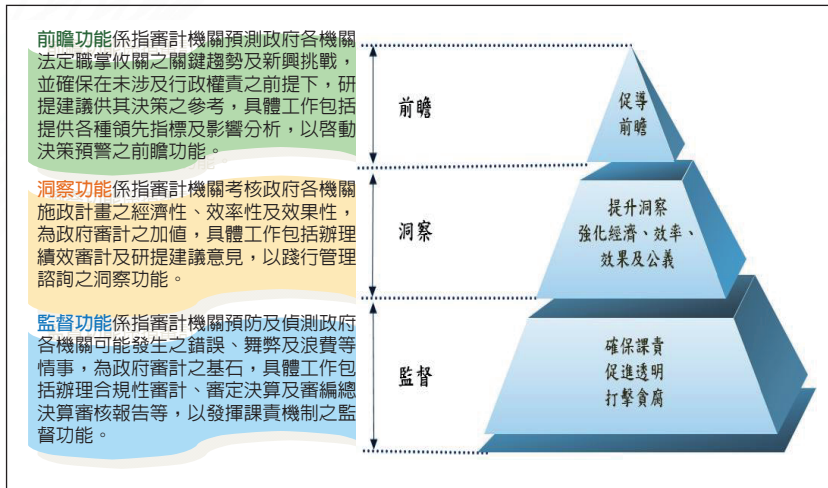 前瞻功能係指審計機關預測政府各機關
法定職掌攸關之關鍵趨勢及新興挑戰，
並確保在未涉及行政權責之前提下，研
提建議供其決策之參考，具體工作包括
提供各種領先指標及影響分析，以啓動
決策預警之前瞻功能。
洞察功能係指審計機關考核政府各機關
施政計畫之經濟性、效率性及效果性，
為政府審計之加值，具體工作包括辦理
績效審計及研提建議意見，以踐行管理
諮詢之洞察功能。
監督功能係指審計機關預防及偵測政府
各機關可能發生之錯誤、舞弊及浪費等
情事，為政府審計之基石，具體工作包
括辦理合規性審計、審定決算及審編總
決算審核報告等，以發揮課責機制之監
督功能。
前瞻
促導
前瞻
洞察
提升洞察
強化經濟、效率、
效果及公義
監督
確保課責
促進透明
打擊貪腐